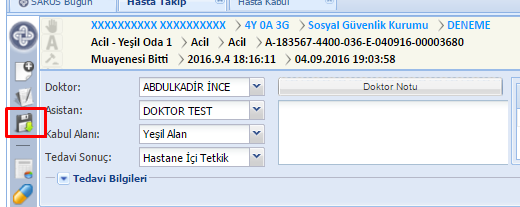 SARUS Bugün Hasta Takip Hasta Kabul
XXXXXXXXXX XXXXXXXXXX > 4Y 0A 3G > Sosyal Güvenlik Kurumu > DENEME
Acil - Yeşil Oda 1 > Acil > Acil > A-183567-4400-036-E-040916-00003680
Muayenesi Bitti > 2016.9.4 18:16:11 > 04.09.2016 19:03:58
Doktor: ABDULKADİR İNCE Doktor Notu
Asistan: DOKTOR TEST
Kabul Alanı: Yeşil Alan
Tedavi Sonuç: Hastane İçi Tetkik
Tedavi Bilgileri